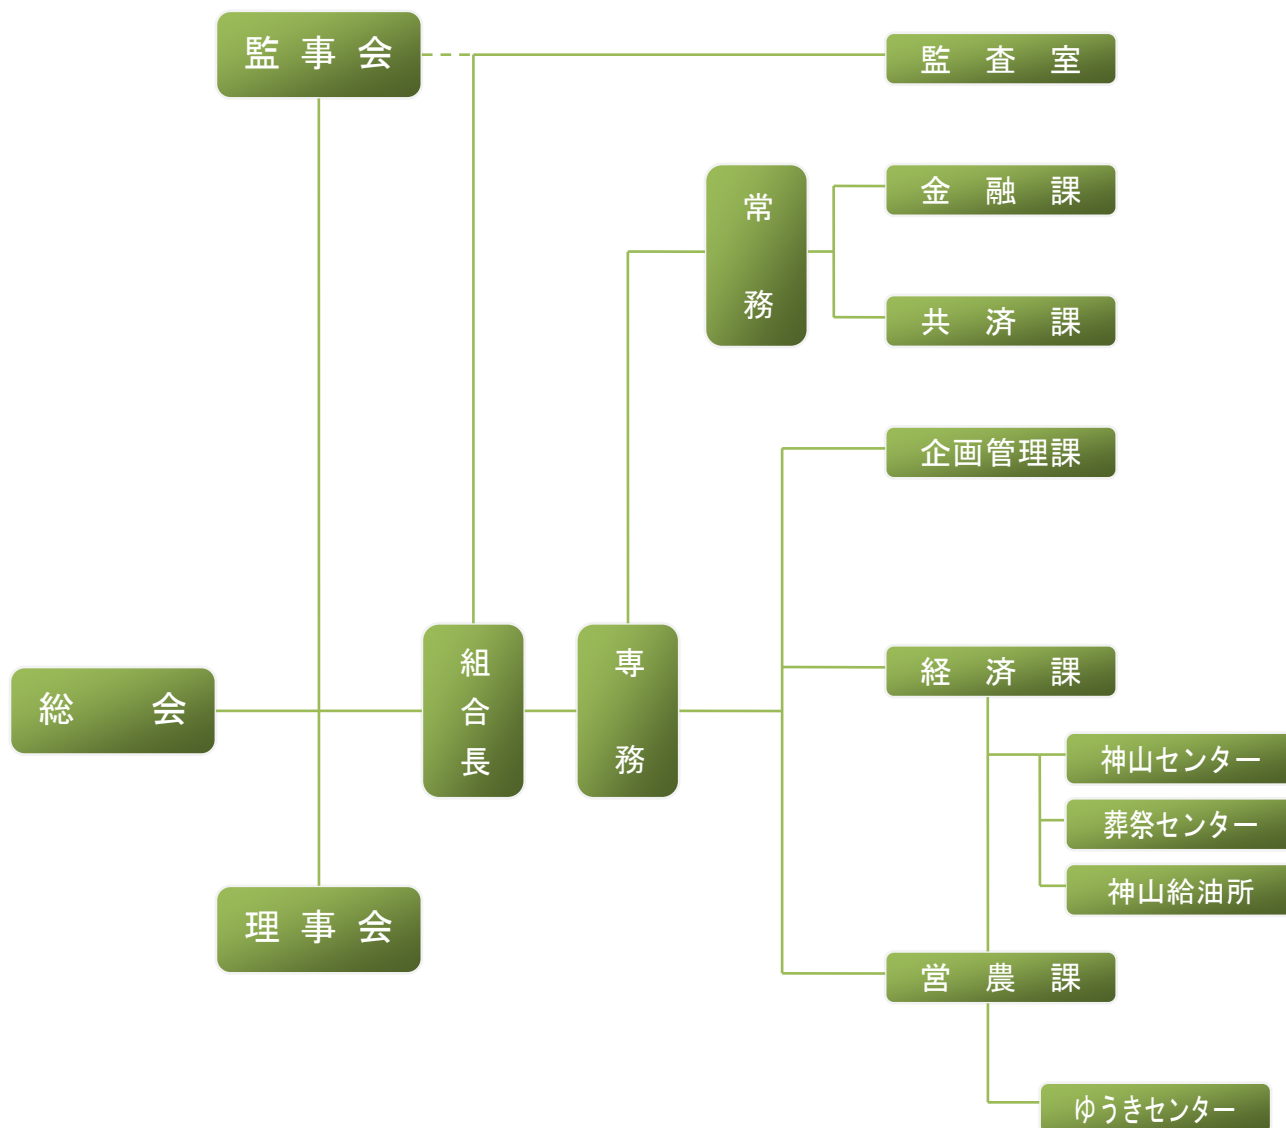 監事会
監査室
常務
金融課
共済課
企画管理課
組合長
専務
経済課
総会
神山センター
葬祭センター
神山給油所
理事会
営農課
ゆうきセンター